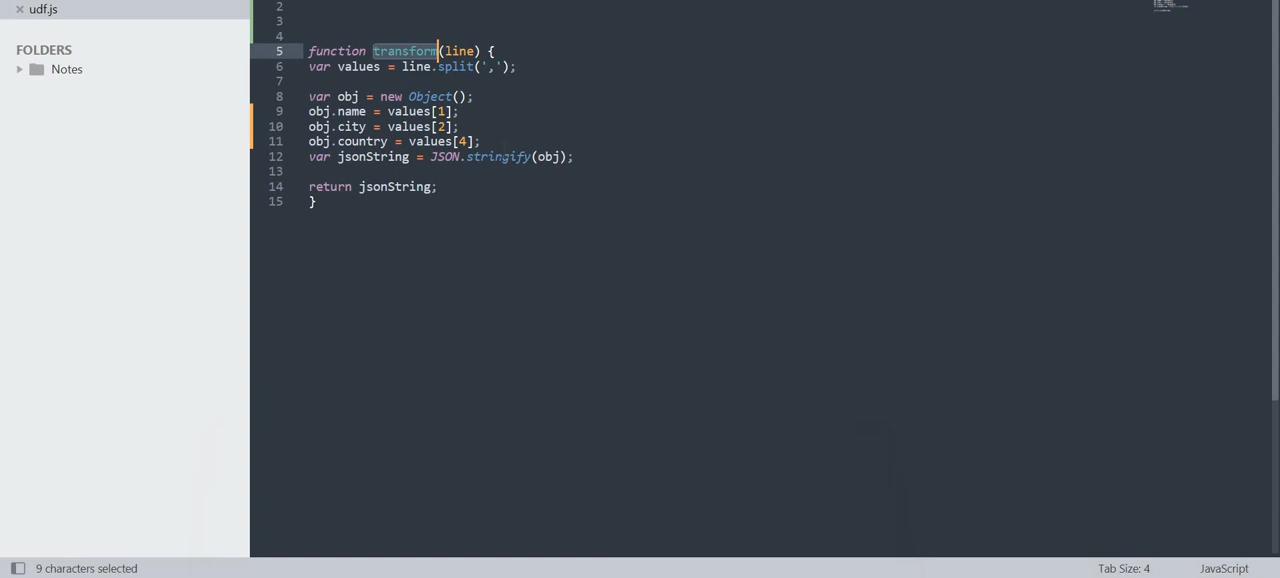 udf.js
FOLDERS
Notes
2
3
4
5 function transform(line) {
6 var values = line.split(',');
7
8 var obj = new Object();
9 obj.name = values[1];
10 obj.city = values[2];
11 obj.country = values[4];
12 var jsonString = JSON.stringify(obj);
13
14 return jsonString;
15 }
9 characters selected
Tab Size: 4
JavaScript